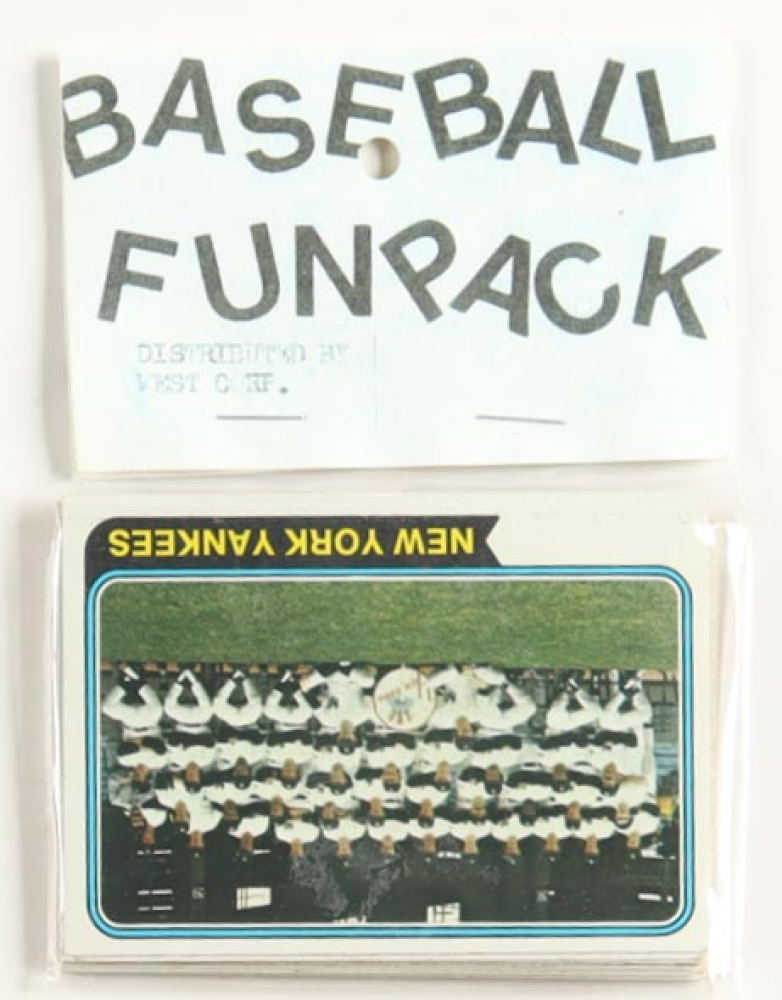 BASEBALL
FUNPACK
DISTRIBUTED BY
WEST CORP.
NEW YORK YANKEES